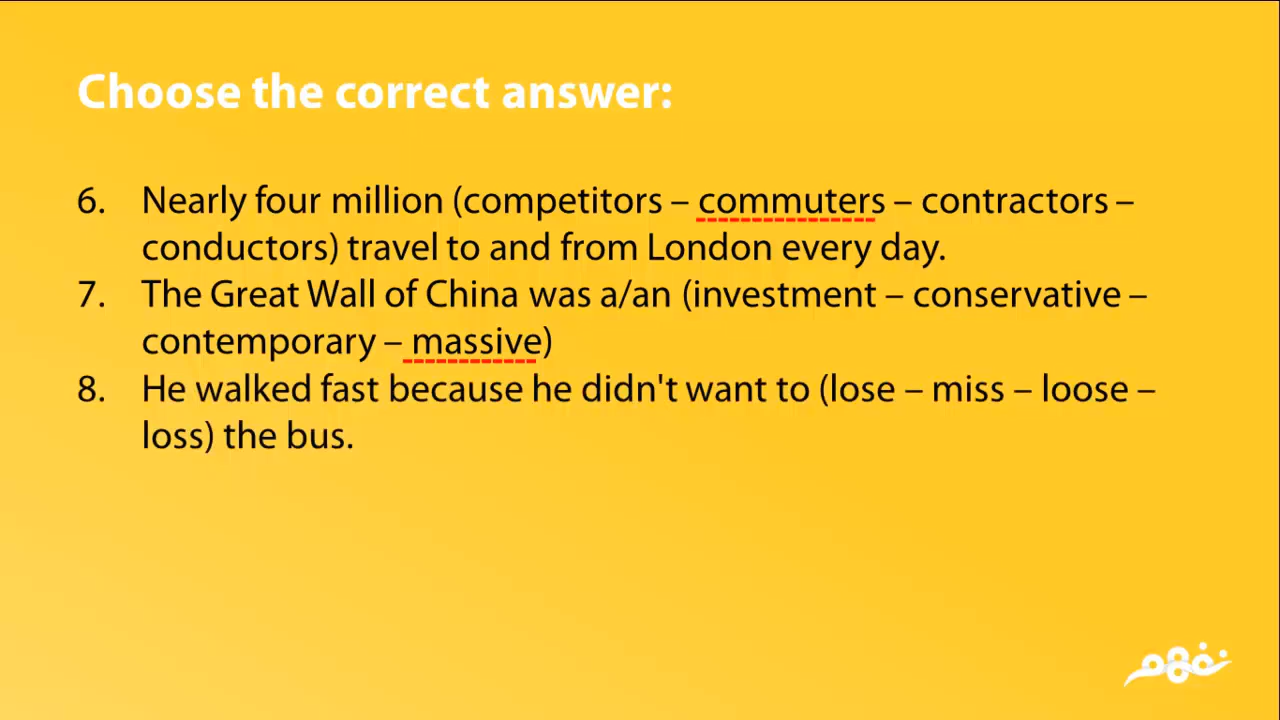 Choose the correct answer:
6. Nearly four million (competitors – commuters – contractors –
conductors) travel to and from London every day.
7. The Great Wall of China was a/an (investment – conservative –
contemporary – massive)
8. He walked fast because he didn't want to (lose – miss – loose –
loss) the bus.
نفهم